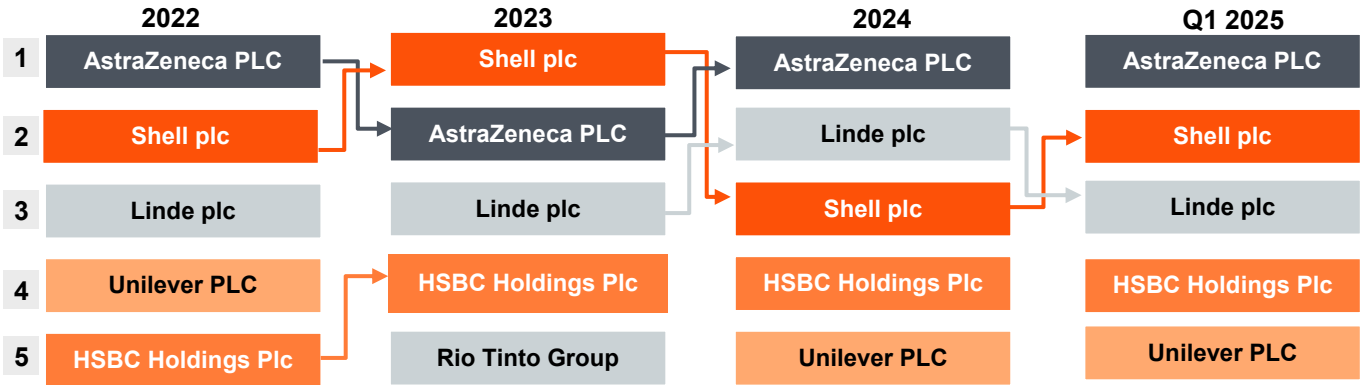 2022 2023 2024 Q1 2025
1 AstraZeneca PLC Shell plc AstraZeneca PLC AstraZeneca PLC
2 Shell plc AstraZeneca PLC Linde plc Shell plc
3 Linde plc Linde plc Shell plc Linde plc
4 Unilever PLC HSBC Holdings Plc HSBC Holdings Plc HSBC Holdings Plc
5 HSBC Holdings Plc Rio Tinto Group Unilever PLC Unilever PLC